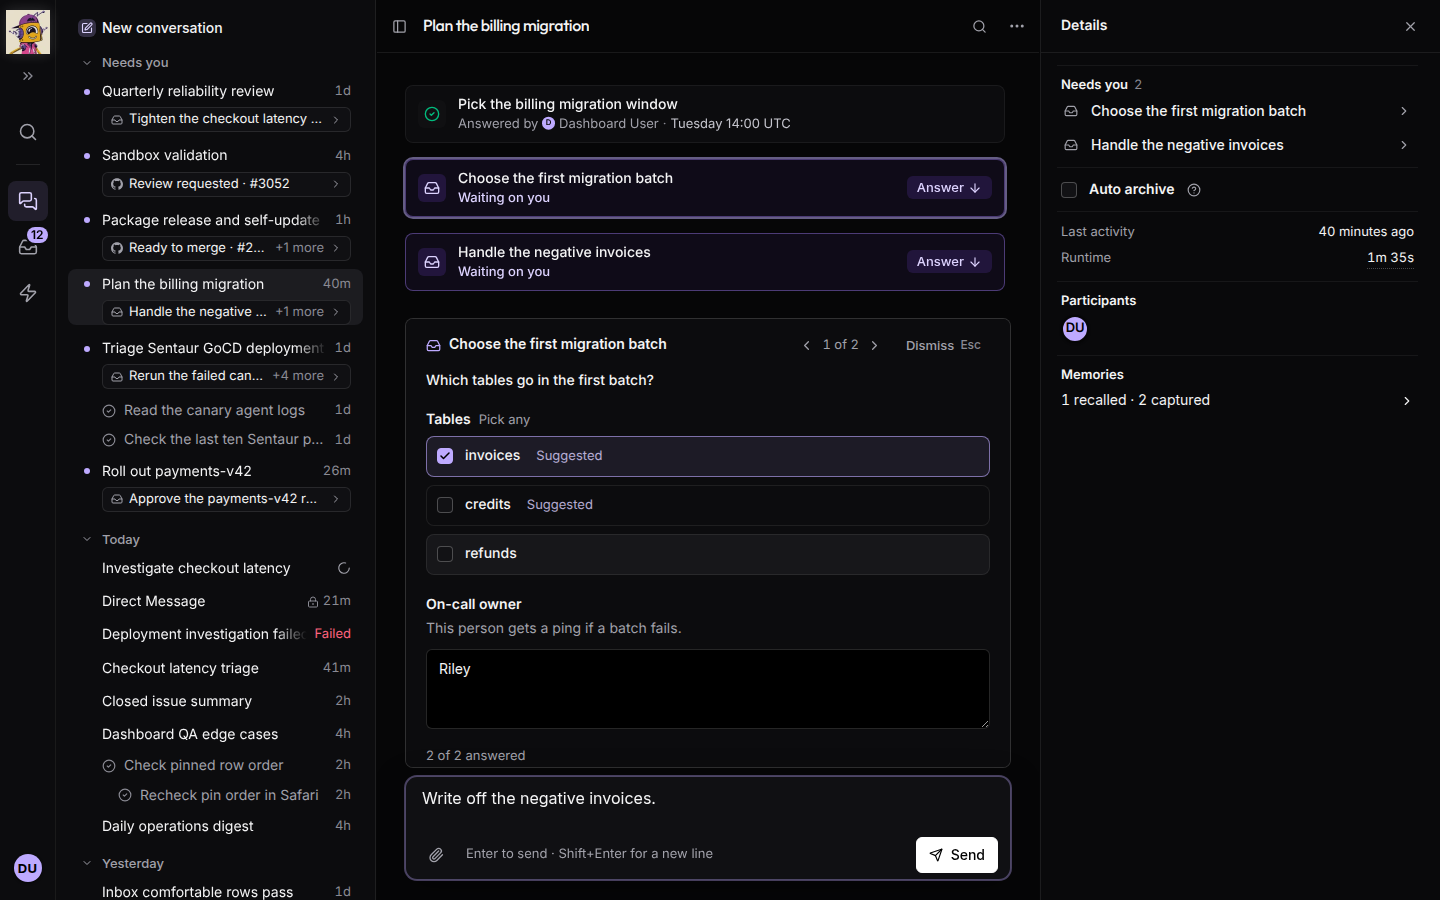 New conversation
Needs you
Quarterly reliability review 1d
Tighten the checkout latency ...
Sandbox validation 4h
Review requested · #3052
Package release and self-update 1h
Ready to merge · #2... +1 more
12
Plan the billing migration 40m
Handle the negative ... +1 more
Triage Sentaur GoCD deployment 1d
Rerun the failed can... +4 more
Read the canary agent logs 1d
Check the last ten Sentaur p... 1d
Roll out payments-v42 26m
Approve the payments-v42 r...
Today
Investigate checkout latency
Direct Message 21m
Deployment investigation failed Failed
Checkout latency triage 41m
Closed issue summary 2h
Dashboard QA edge cases 4h
Check pinned row order 2h
Recheck pin order in Safari 2h
Daily operations digest 4h
Yesterday
Inbox comfortable rows pass 1d
DU
Plan the billing migration
Pick the billing migration window
Answered by D Dashboard User · Tuesday 14:00 UTC
Choose the first migration batch
Waiting on you
Answer
Handle the negative invoices
Waiting on you
Answer
Choose the first migration batch 1 of 2 Dismiss Esc
Which tables go in the first batch?
Tables Pick any
invoices Suggested
credits Suggested
refunds
On-call owner
This person gets a ping if a batch fails.
Riley
2 of 2 answered
Write off the negative invoices.
Enter to send · Shift+Enter for a new line
Send
Details
Needs you 2
Choose the first migration batch
Handle the negative invoices
Auto archive
Last activity 40 minutes ago
Runtime 1m 35s
Participants
DU
Memories
1 recalled · 2 captured